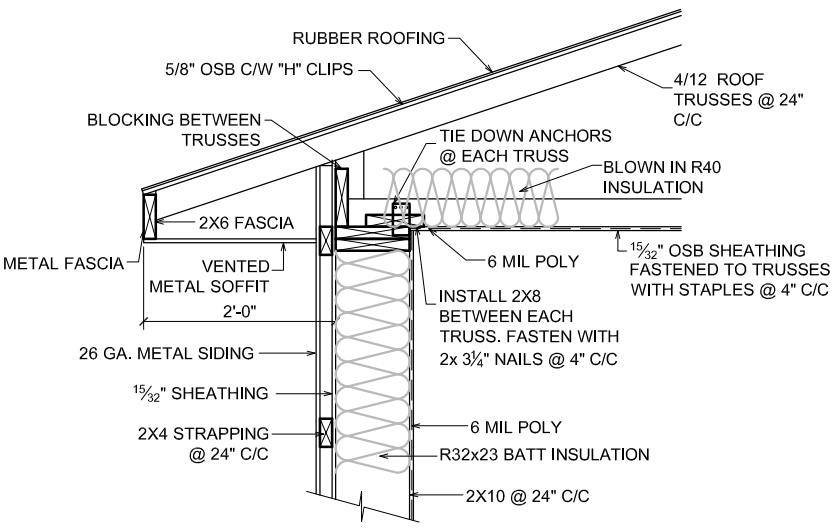 RUBBER ROOFING
5/8" OSB C/W "H" CLIPS
4/12 ROOF
TRUSSES @ 24"
C/C
BLOCKING BETWEEN
TRUSSES
TIE DOWN ANCHORS
@ EACH TRUSS
BLOWN IN R40
INSULATION
2X6 FASCIA
METAL FASCIA
VENTED
METAL SOFFIT
6 MIL POLY
15/32" OSB SHEATHING
FASTENED TO TRUSSES
WITH STAPLES @ 4" C/C
2'-0"
INSTALL 2X8
BETWEEN EACH
TRUSS. FASTEN WITH
2x 3¼" NAILS @ 4" C/C
26 GA. METAL SIDING
15/32" SHEATHING
2X4 STRAPPING
@ 24" C/C
6 MIL POLY
R32x23 BATT INSULATION
2X10 @ 24" C/C